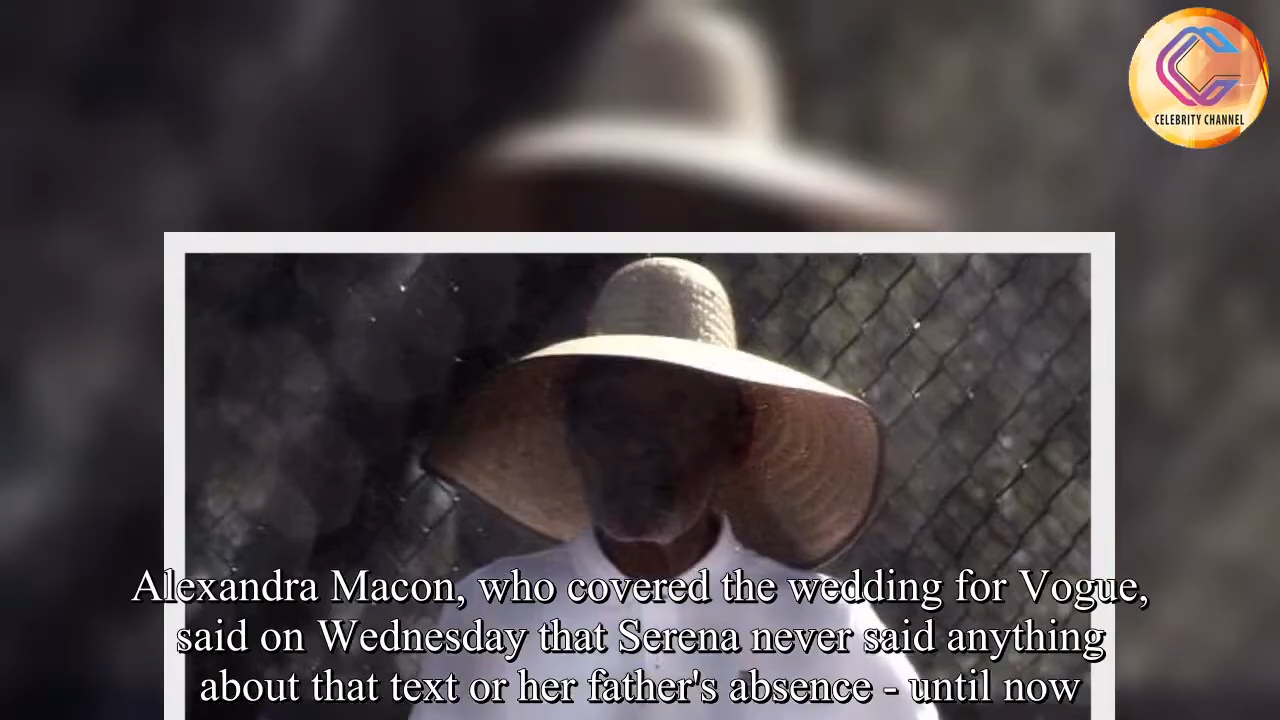 CELEBRITY CHANNEL
Alexandra Macon, who covered the wedding for Vogue,
said on Wednesday that Serena never said anything
about that text or her father's absence - until now